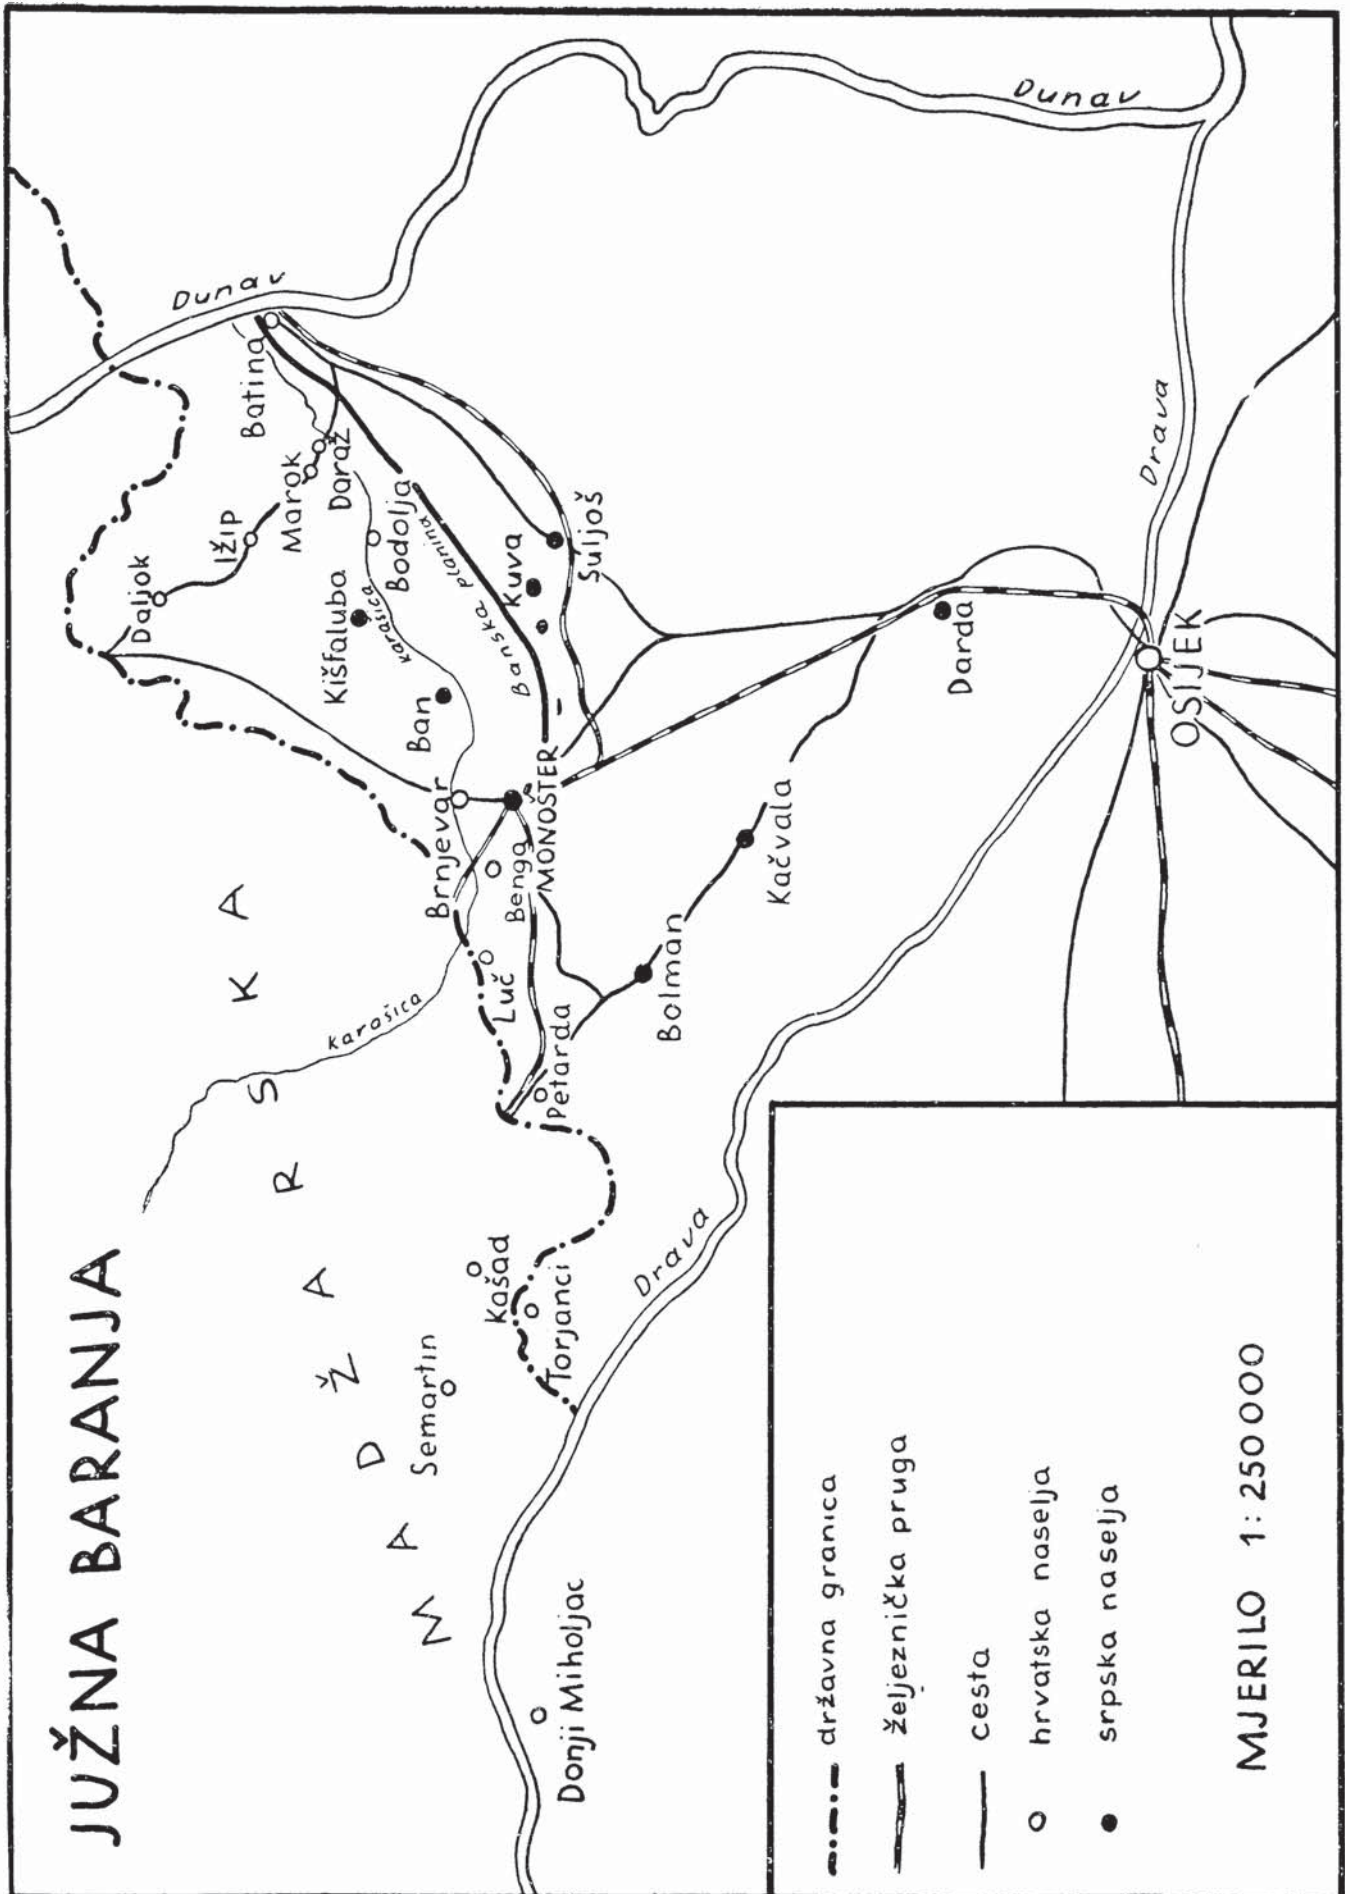 JUŽNA BARANJA
MADŽARSKA
Dunav
Dunav
Drava
Drava
Karašica
karašica
Banska planina
Batina
Daraž
Marok
Ižip
Daljok
Bodolja
Kišfaluba
Ban
Kuva
Šuljoš
Brnjevar
MONOŠTER
Benga
Luč
Petarda
Bolman
Kačvala
Darda
OSIJEK
Kašad
Torjanci
Semartin
Donji Miholjac
državna granica
željeznička pruga
cesta
hrvatska naselja
srpska naselja
MJERILO 1:250000